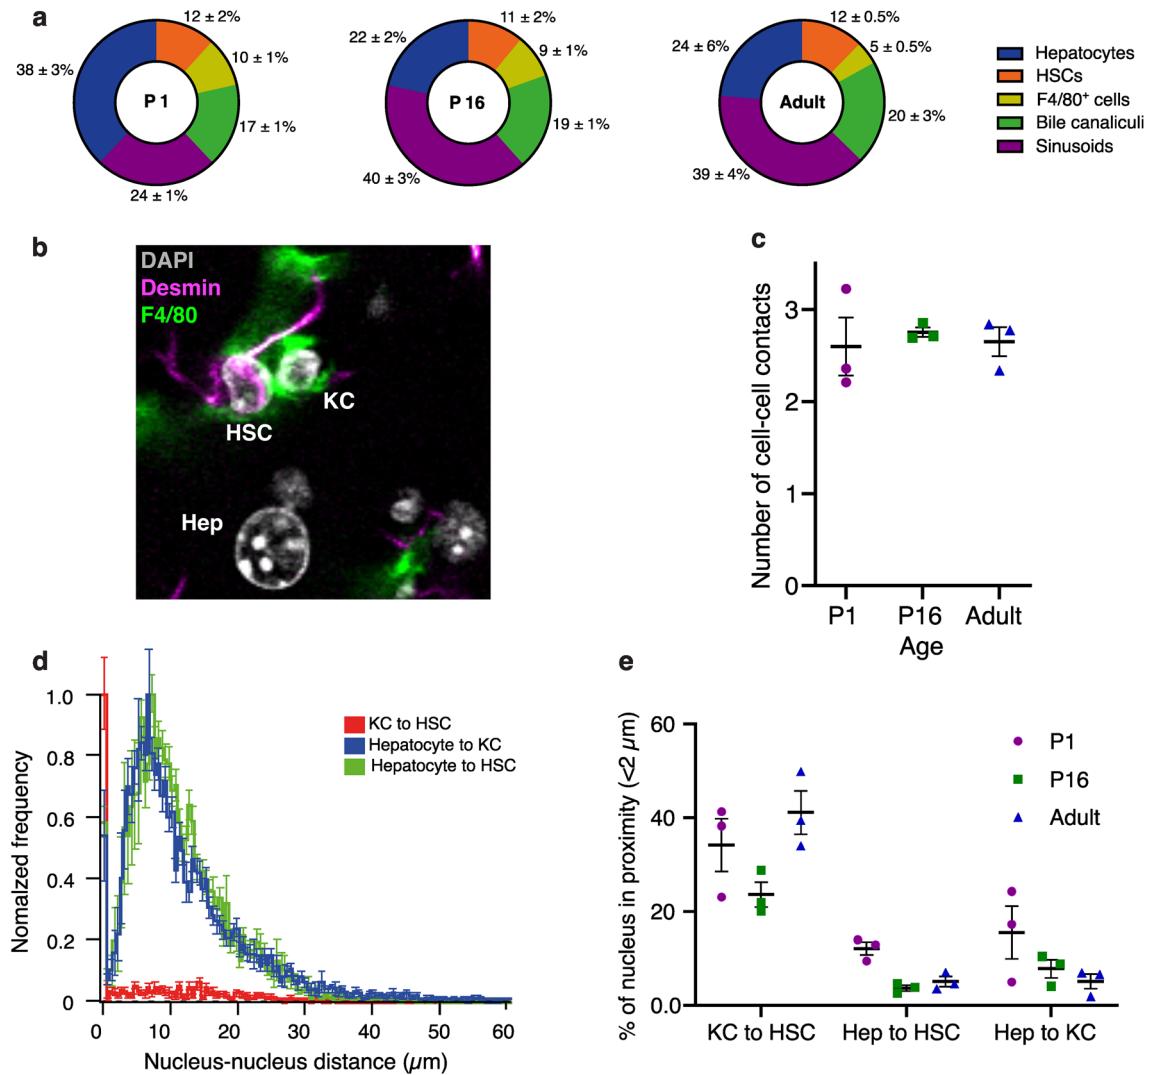 a
12 ± 2%
10 ± 1%
38 ± 3%
P 1
17 ± 1%
24 ± 1%
11 ± 2%
9 ± 1%
22 ± 2%
P 16
19 ± 1%
40 ± 3%
12 ± 0.5%
5 ± 0.5%
24 ± 6%
Adult
20 ± 3%
39 ± 4%
Hepatocytes
HSCs
F4/80⁺ cells
Bile canaliculi
Sinusoids
b
DAPI
Desmin
F4/80
KC
HSC
Hep
c
Number of cell-cell contacts
3
2
1
0
P1 P16 Adult
Age
d
Nomalzed frequency
1.0
0.8
0.6
0.4
0.2
0
0 10 20 30 40 50 60
Nucleus-nucleus distance (µm)
KC to HSC
Hepatocyte to KC
Hepatocyte to HSC
e
% of nucleus in proximity (<2 µm)
60
40
20
0.0
P1
P16
Adult
KC to HSC Hep to HSC Hep to KC